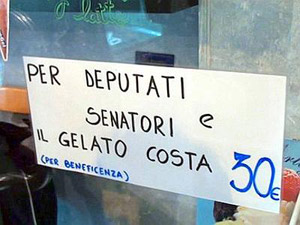 PER DEPUTATI
SENATORI e
IL GELATO COSTA 30€
(PER BENEFICENZA)